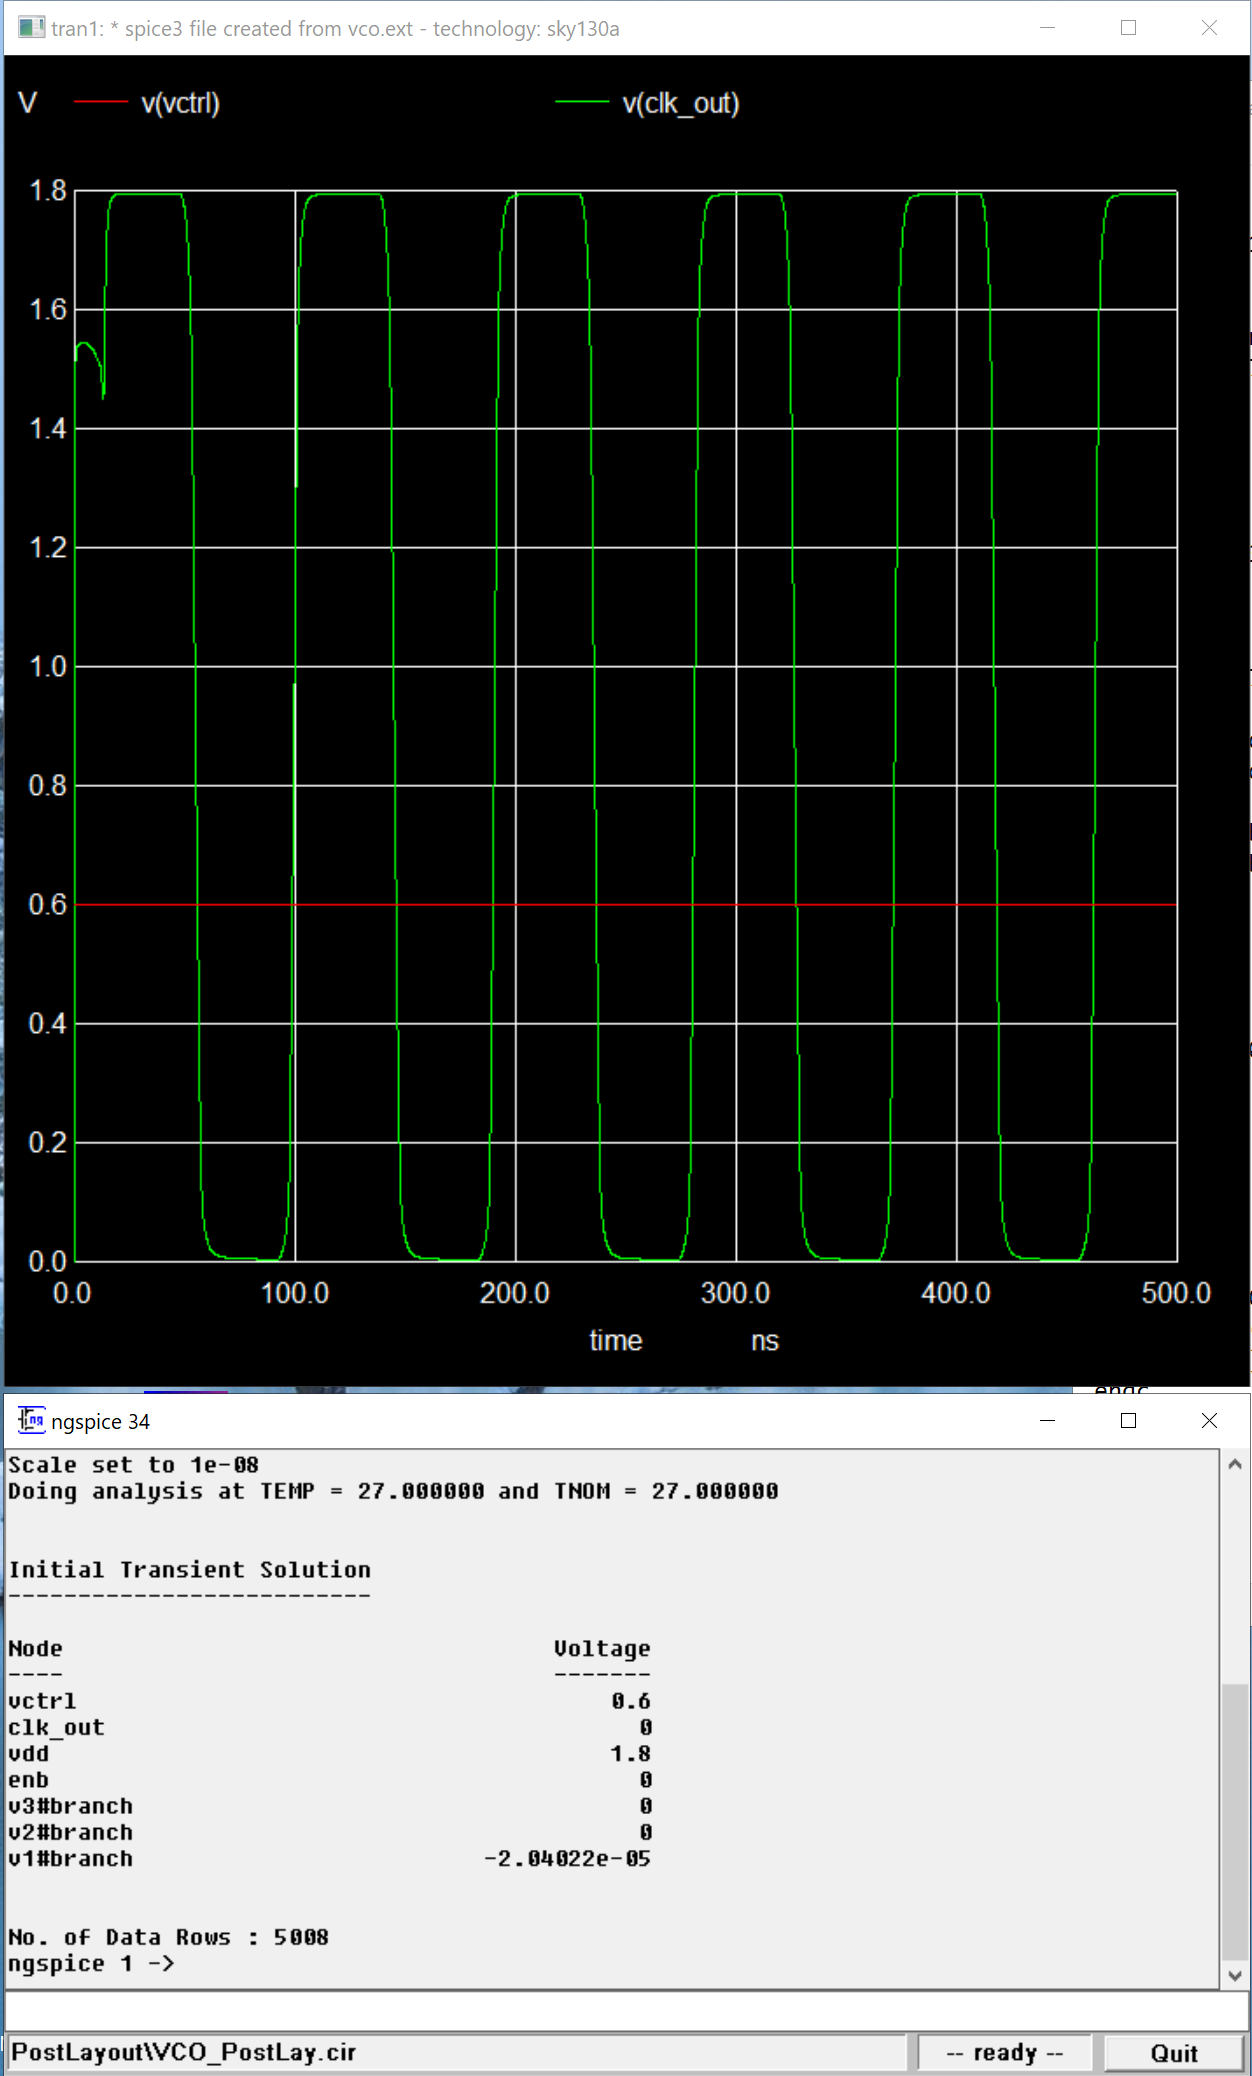 tran1: * spice3 file created from vco.ext - technology: sky130a
V v(vctrl) v(clk_out)
1.8
1.6
1.4
1.2
1.0
0.8
0.6
0.4
0.2
0.0
0.0 100.0 200.0 300.0 400.0 500.0
time ns
ngspice 34
Scale set to 1e-08
Doing analysis at TEMP = 27.000000 and TNOM = 27.000000
Initial Transient Solution
--------------------------
Node Voltage
---- -------
vctrl 0.6
clk_out 0
vdd 1.8
enb 0
v3#branch 0
v2#branch 0
v1#branch -2.04022e-05
No. of Data Rows : 5008
ngspice 1 ->
PostLayout\VCO_PostLay.cir -- ready -- Quit